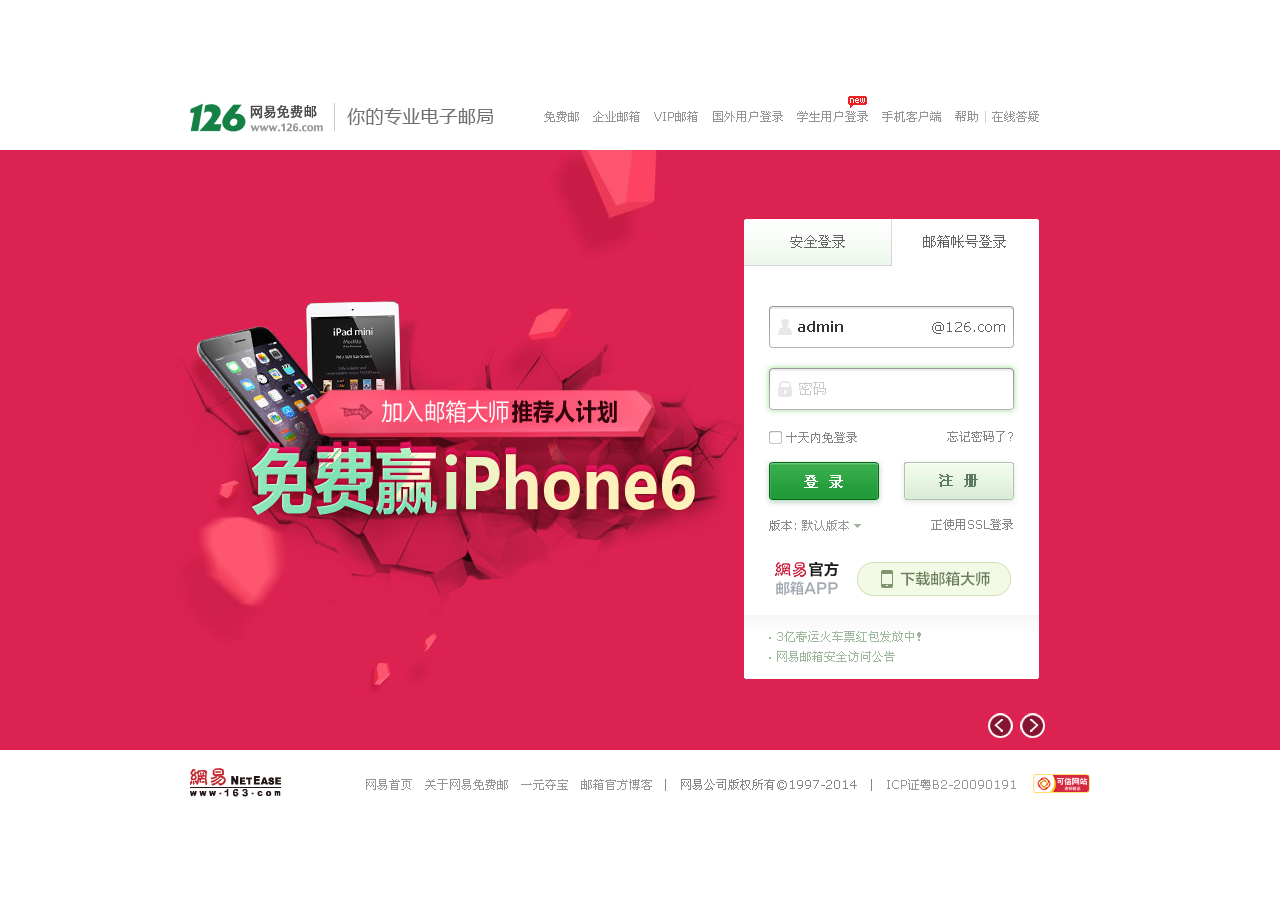 126 网易免费邮 www.126.com 你的专业电子邮局
免费邮 企业邮箱 VIP邮箱 国外用户登录 学生用户登录 new 手机客户端 帮助 | 在线答疑
安全登录 邮箱帐号登录
admin @126.com
密码
十天内免登录 忘记密码了?
登 录 注 册
版本: 默认版本 正使用SSL登录
網易官方
邮箱APP
下载邮箱大师
· 3亿春运火车票红包发放中!
· 网易邮箱安全访问公告
iPad mini
加入邮箱大师推荐人计划
免费赢iPhone6
網易 NETEASE
www.163.com
网易首页 关于网易免费邮 一元夺宝 邮箱官方博客 | 网易公司版权所有©1997-2014 | ICP证粤B2-20090191
可信网站